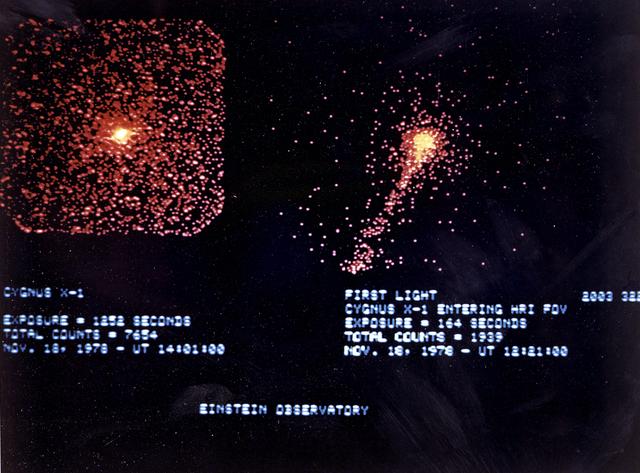 CYGNUS X-1
EXPOSURE = 1252 SECONDS
TOTAL COUNTS = 7654
NOV. 18, 1978 - UT 14:01:00
FIRST LIGHT
CYGNUS X-1 ENTERING HRI FOV
EXPOSURE = 164 SECONDS
TOTAL COUNTS = 1939
NOV. 18, 1978 - UT 12:21:00
2003 322
EINSTEIN OBSERVATORY